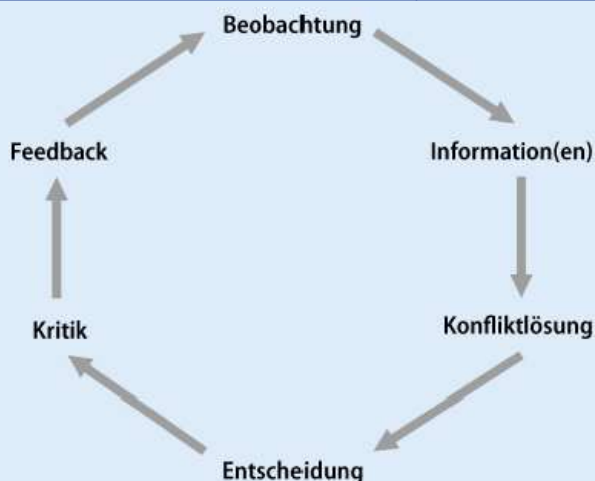 Beobachtung
Feedback
Information(en)
Kritik
Konfliktlösung
Entscheidung